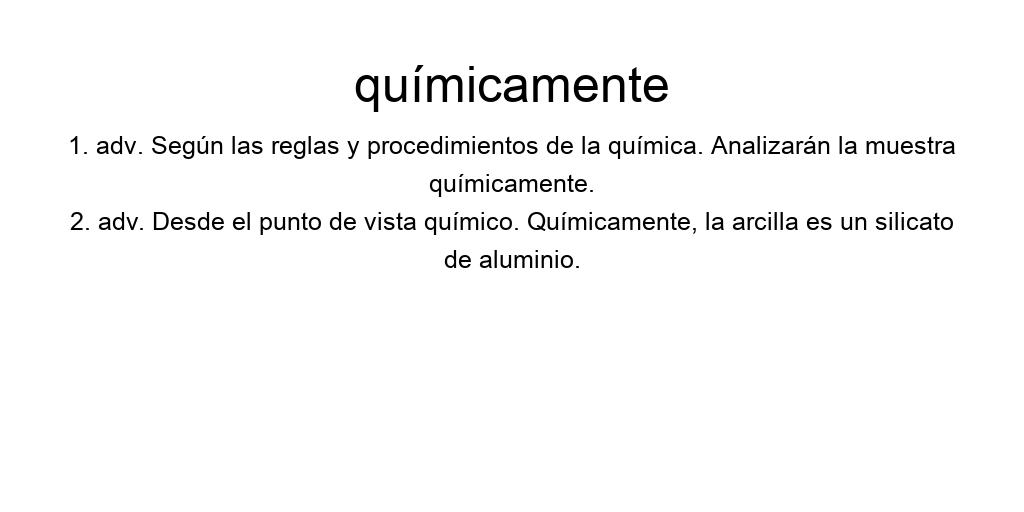 químicamente
1. adv. Según las reglas y procedimientos de la química. Analizarán la muestra
químicamente.
2. adv. Desde el punto de vista químico. Químicamente, la arcilla es un silicato
de aluminio.